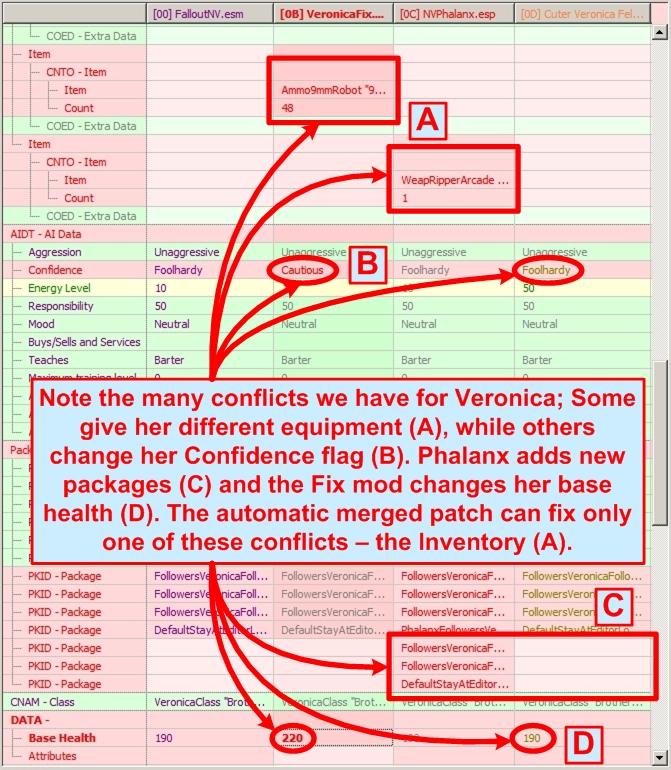 [00] FalloutNV.esm [0B] VeronicaFix.... [0C] NVPhalanx.esp [0D] Cuter Veronica Fel...
COED - Extra Data
Item
CNTO - Item
Item Ammo9mmRobot "9...
Count 48
COED - Extra Data
A
Item
CNTO - Item
Item WeapRipperArcade ...
Count 1
COED - Extra Data
AIDT - AI Data
Aggression Unaggressive Unaggressive Unaggressive Unaggressive
Confidence Foolhardy Cautious B Foolhardy Foolhardy
Energy Level 10 50
Responsibility 50 50 50 50
Mood Neutral Neutral Neutral Neutral
Buys/Sells and Services
Teaches Barter Barter Barter Barter
Maximum training level
Note the many conflicts we have for Veronica; Some
give her different equipment (A), while others
change her Confidence flag (B). Phalanx adds new
packages (C) and the Fix mod changes her base
health (D). The automatic merged patch can fix only
one of these conflicts – the Inventory (A).
PKID - Package FollowersVeronicaFoll... FollowersVeronicaF... FollowersVeronicaF... FollowersVeronicaFollo...
PKID - Package FollowersVeronicaFoll... FollowersVeronicaF... FollowersVeronicaF... FollowersVeronicaFollo...
PKID - Package FollowersVeronicaFoll... FollowersVeronicaF... FollowersVeronicaF...
C
PKID - Package DefaultStayAtEditorL... DefaultStayAtEdito... PhalanxFollowersVe... DefaultStayAtEditorLo...
PKID - Package FollowersVeronicaF...
PKID - Package FollowersVeronicaF...
PKID - Package DefaultStayAtEditor...
CNAM - Class VeronicaClass "Brot... VeronicaClass "Brot... VeronicaClass "Brot... VeronicaClass "Brother...
DATA -
Base Health 190 220 190 190 D
Attributes